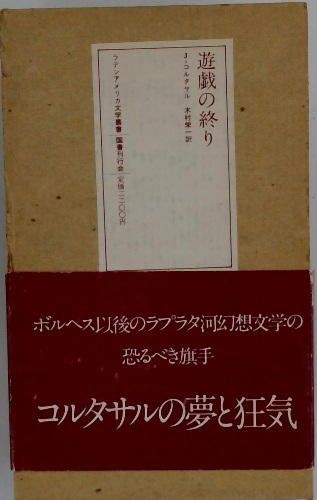 遊戯の終り
J・コルタサル 木村榮一訳
ラテンアメリカ文学叢書 国書刊行会 定価二二〇〇円
ボルヘス以後のラプラタ河幻想文学の
恐るべき旗手
コルタサルの夢と狂気